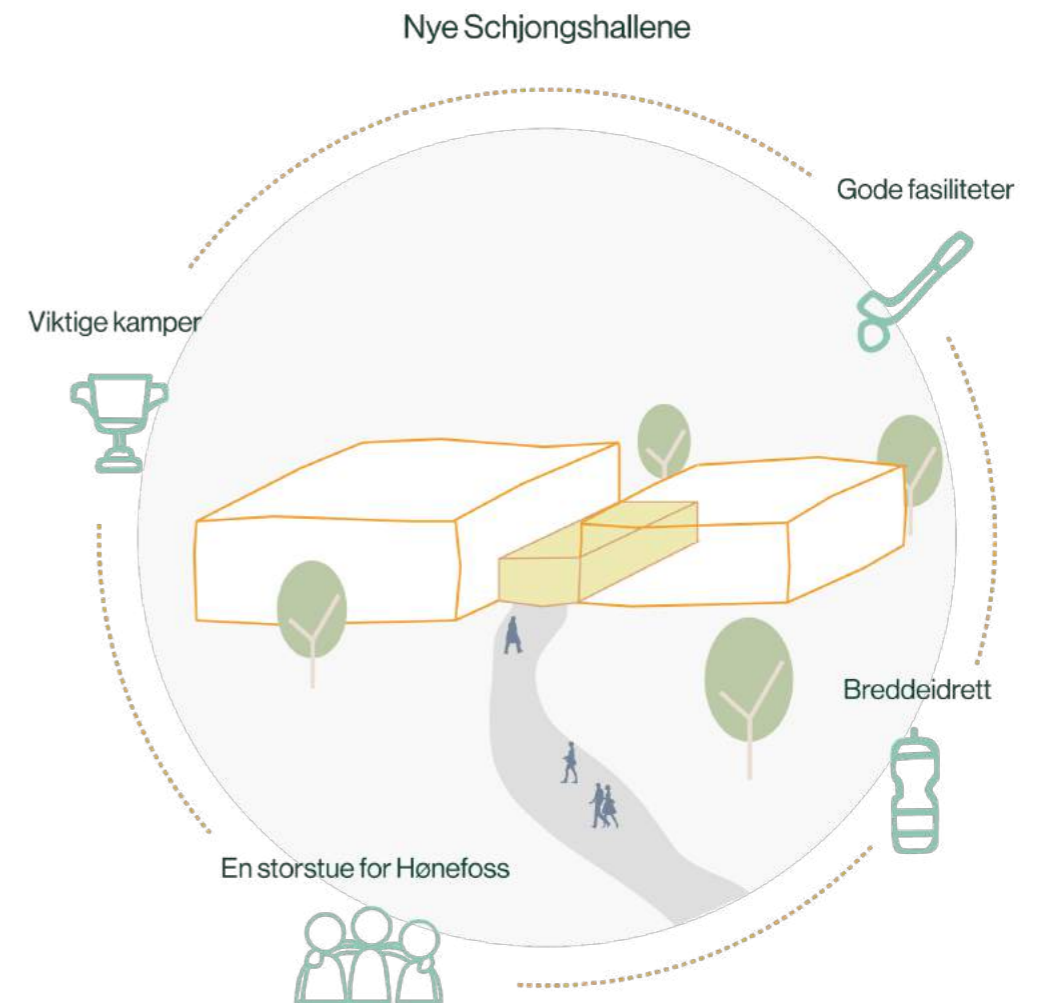 Nye Schjongshallene
Gode fasiliteter
Viktige kamper
Breddeidrett
En storstue for Hønefoss